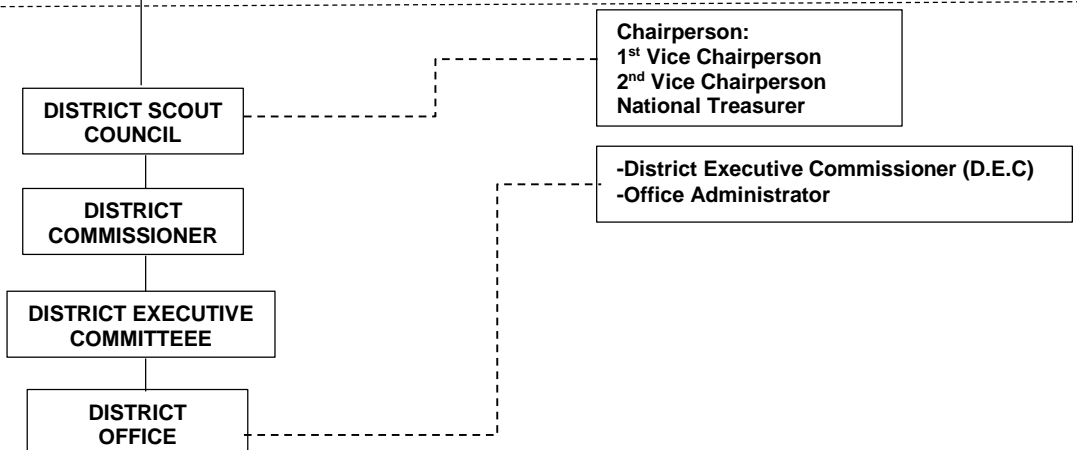 Chairperson:
1st Vice Chairperson
2nd Vice Chairperson
National Treasurer
DISTRICT SCOUT
COUNCIL
-District Executive Commissioner (D.E.C)
-Office Administrator
DISTRICT
COMMISSIONER
DISTRICT EXECUTIVE
COMMITTEEE
DISTRICT
OFFICE